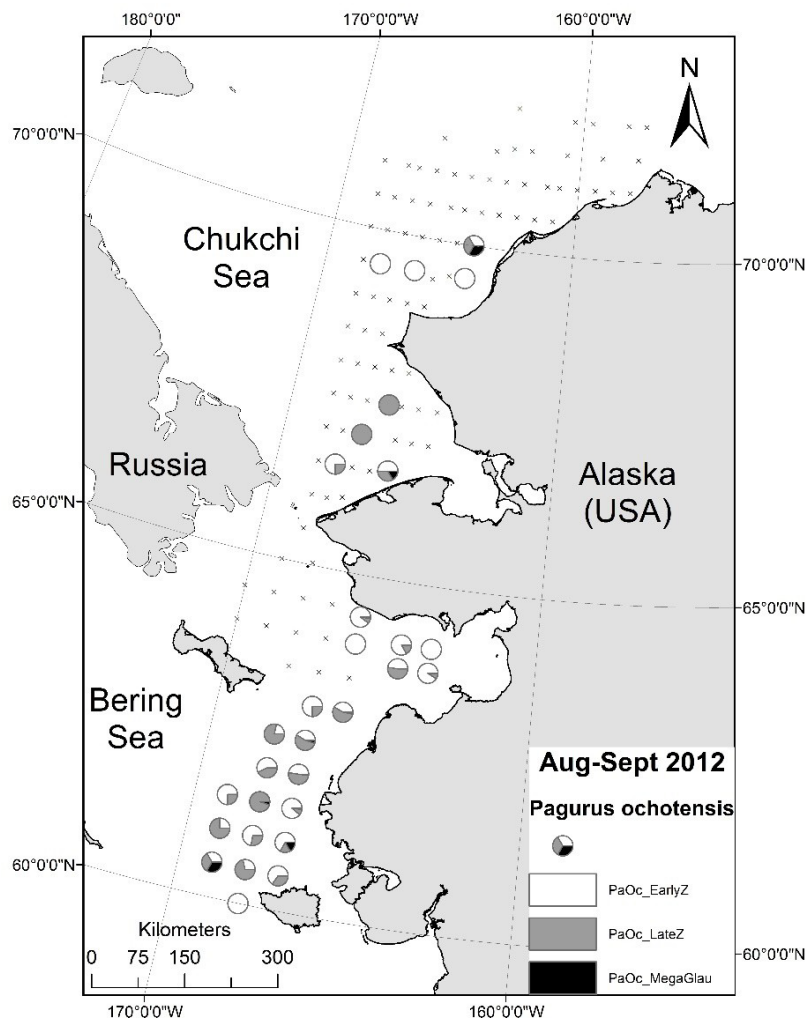 180°0'0"
170°0'0"W
160°0'0"W
N
70°0'0"N
Chukchi
Sea
70°0'0"N
Russia
Alaska
(USA)
65°0'0"N
65°0'0"N
Bering
Sea
Aug-Sept 2012
Pagurus ochotensis
60°0'0"N
PaOc_EarlyZ
Kilometers
PaOc_LateZ
60°0'0"N
0 75 150 300
PaOc_MegaGlau
170°0'0"W
160°0'0"W